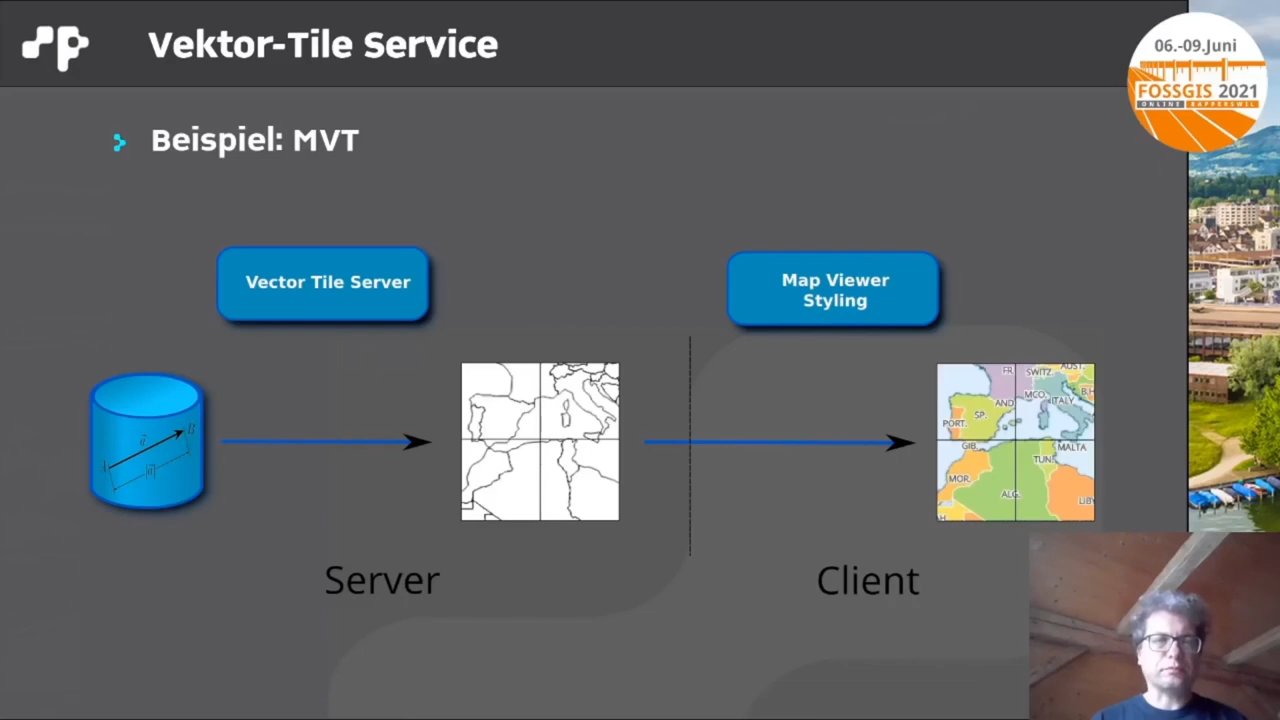 Vektor-Tile Service
06.-09.Juni
FOSSGIS 2021
ONLINE RAPPERSWIL
Beispiel: MVT
Vector Tile Server
Map Viewer
Styling
A
a
B
|a|
FR.
SWITZ.
AUST.
MCO.
ITALY
B.H
AND.
SP.
PORT.
GIB.
MALTA
TUN.
MOR.
ALG.
LIB
H
Server
Client